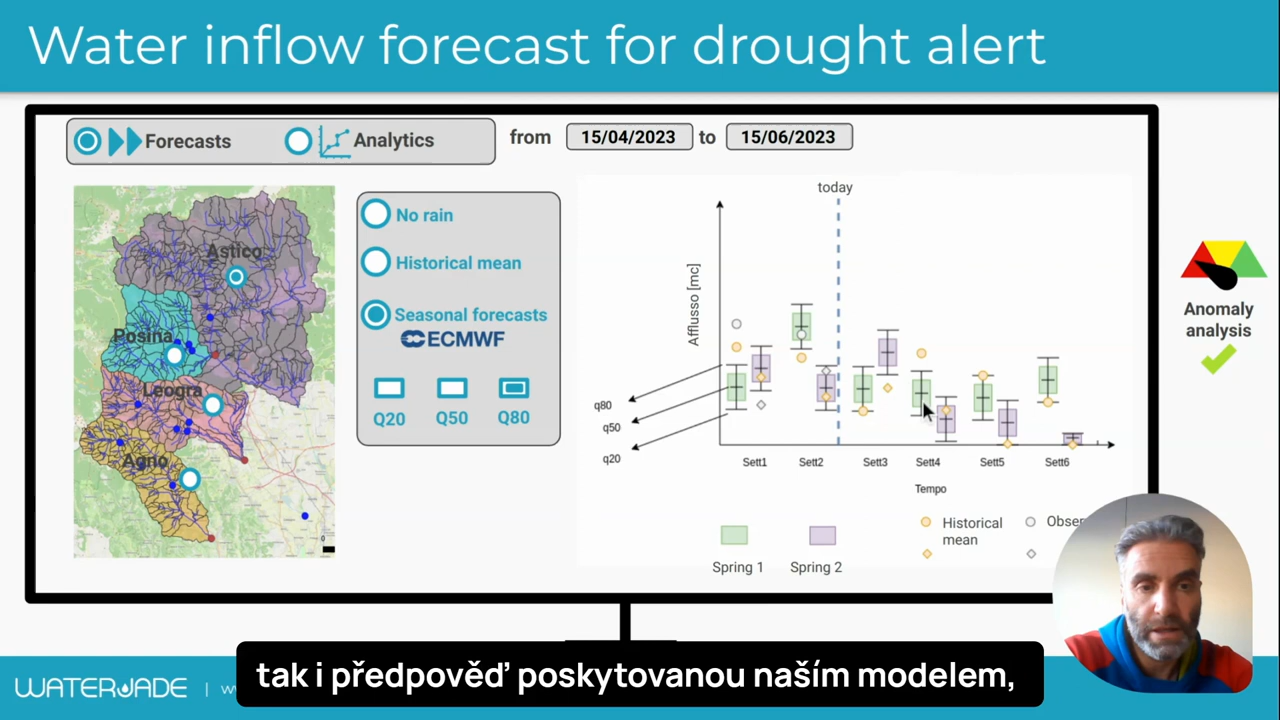 Water inflow forecast for drought alert
Forecasts
Analytics
from 15/04/2023 to 15/06/2023
today
Astico
Posina
Leogra
Agno
0
No rain
Historical mean
Seasonal forecasts
ECMWF
Q20 Q50 Q80
Afflusso [mc]
q80
q50
q20
Sett1 Sett2 Sett3 Sett4 Sett5 Sett6
Tempo
Spring 1 Spring 2
Historical
mean
Obser
Anomaly
analysis
tak i předpověď poskytovanou naším modelem,
WATERJADE